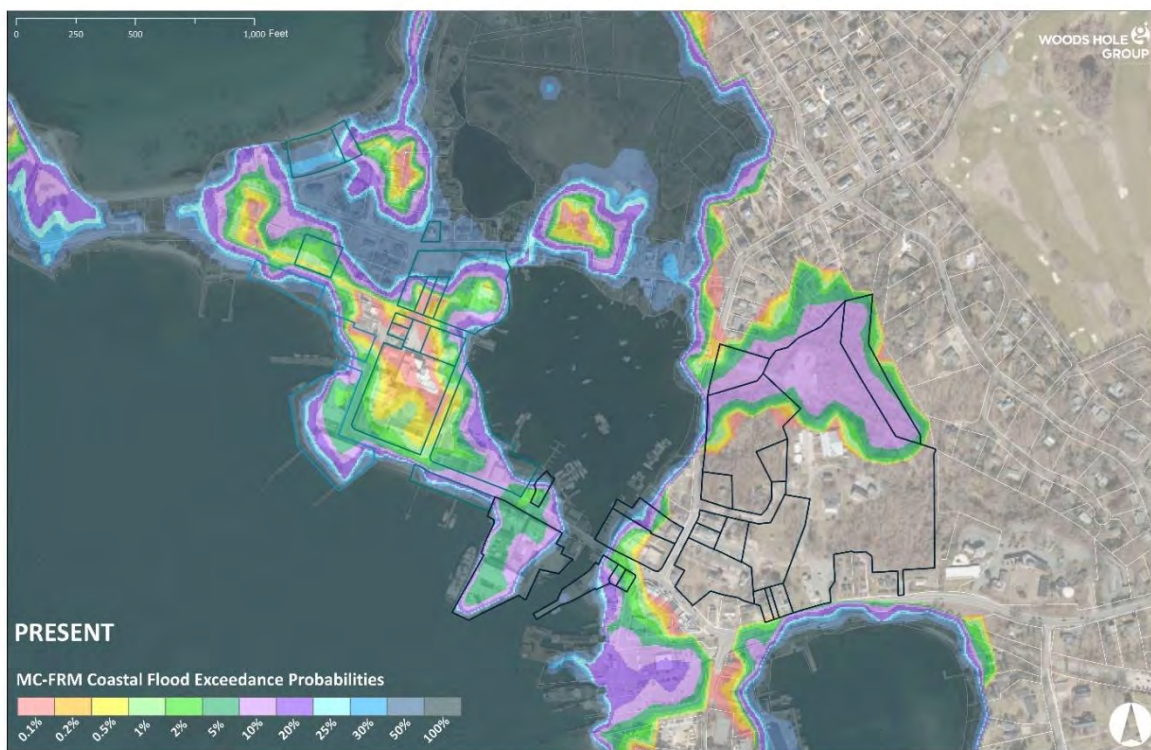 0 250 500 1,000 Feet
WOODS HOLE
GROUP
PRESENT
MC-FRM Coastal Flood Exceedance Probabilities
0.1% 0.2% 0.5% 1% 2% 5% 10% 20% 25% 30% 50% 100%